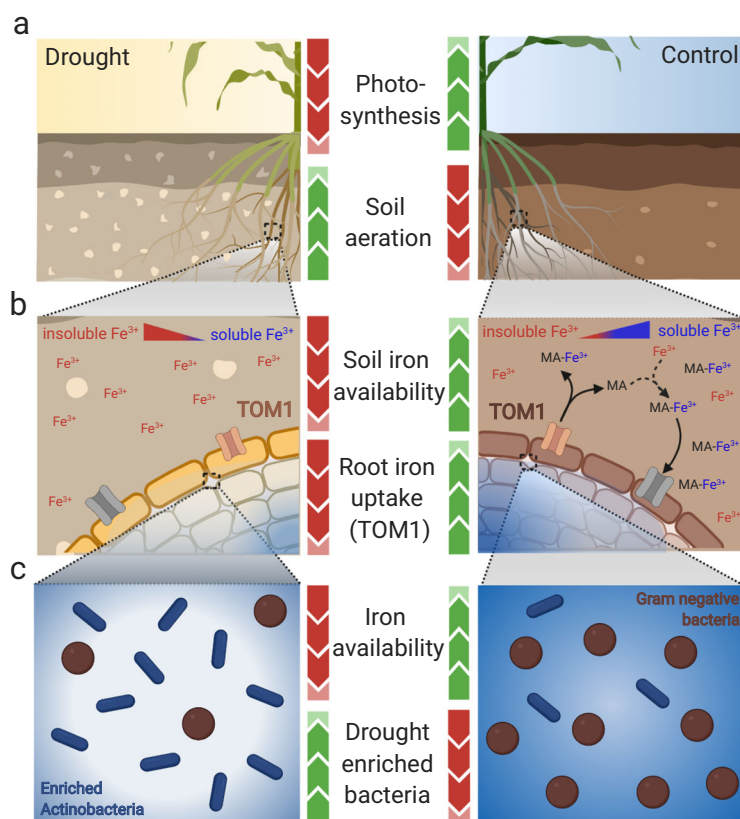 a
Drought
Photo-
synthesis
Control
Soil
aeration
b
insoluble Fe³⁺
soluble Fe³⁺
Fe³⁺
Fe³⁺
Fe³⁺
Fe³⁺
Fe³⁺
Fe³⁺
Fe³⁺
Fe³⁺
TOM1
Soil iron
availability
Root iron
uptake
(TOM1)
insoluble Fe³⁺
soluble Fe³⁺
MA-Fe³⁺
Fe³⁺
Fe³⁺
MA
MA-Fe³⁺
MA-Fe³⁺
Fe³⁺
TOM1
MA-Fe³⁺
MA-Fe³⁺
Fe³⁺
c
Enriched
Actinobacteria
Iron
availability
Drought
enriched
bacteria
Gram negative
bacteria